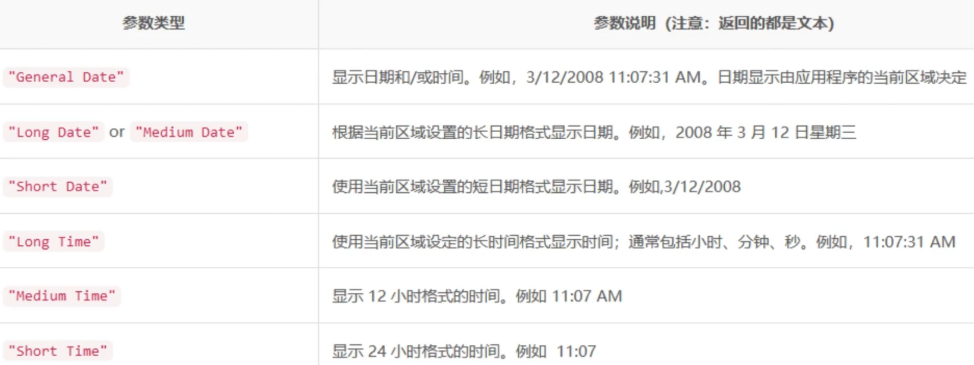 参数类型 参数说明（注意：返回的都是文本）
"General Date" 显示日期和/或时间。例如，3/12/2008 11:07:31 AM。日期显示由应用程序的当前区域决定
"Long Date" or "Medium Date" 根据当前区域设置的长日期格式显示日期。例如，2008 年 3 月 12 日星期三
"Short Date" 使用当前区域设置的短日期格式显示日期。例如,3/12/2008
"Long Time" 使用当前区域设定的长时间格式显示时间；通常包括小时、分钟、秒。例如，11:07:31 AM
"Medium Time" 显示 12 小时格式的时间。例如 11:07 AM
"Short Time" 显示 24 小时格式的时间。例如 11:07